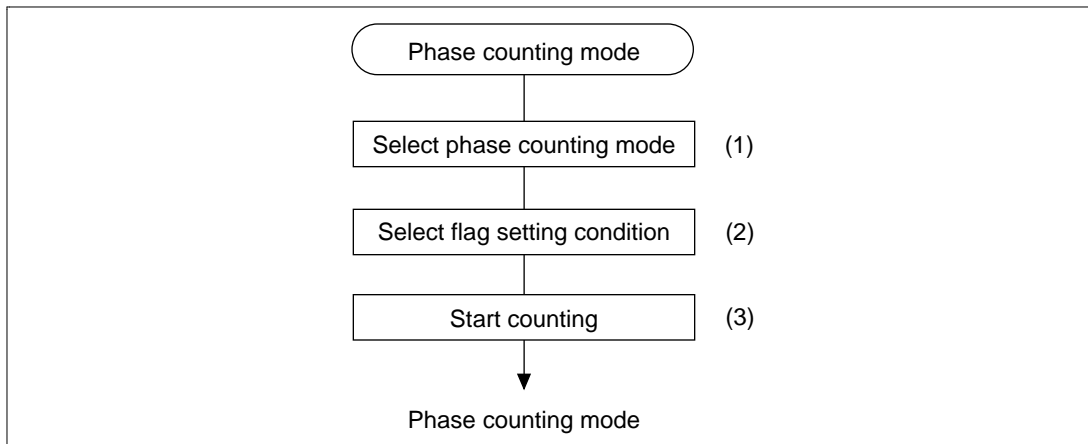 Phase counting mode
Select phase counting mode (1)
Select flag setting condition (2)
Start counting (3)
Phase counting mode